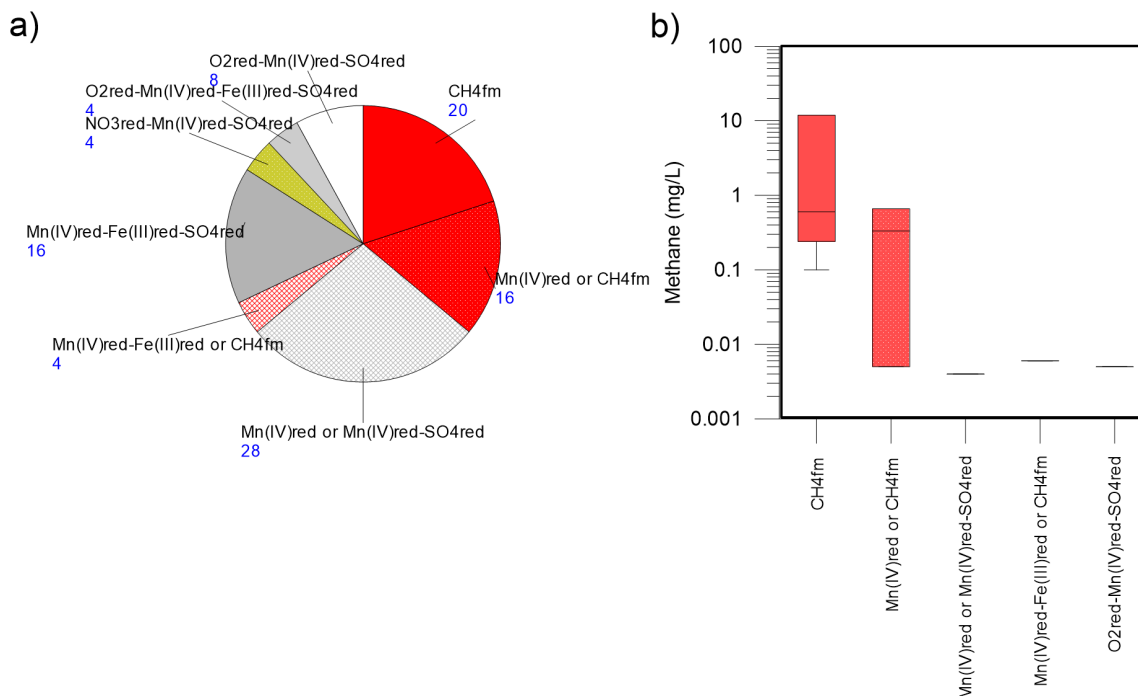 a)
O2red-Mn(IV)red-SO4red
8
O2red-Mn(IV)red-Fe(III)red-SO4red
4
NO3red-Mn(IV)red-SO4red
4
CH4fm
20
Mn(IV)red-Fe(III)red-SO4red
16
Mn(IV)red or CH4fm
16
Mn(IV)red-Fe(III)red or CH4fm
4
Mn(IV)red or Mn(IV)red-SO4red
28
b)
Methane (mg/L)
100
10
1
0.1
0.01
0.001
CH4fm
Mn(IV)red or CH4fm
Mn(IV)red or Mn(IV)red-SO4red
Mn(IV)red-Fe(III)red or CH4fm
O2red-Mn(IV)red-SO4red